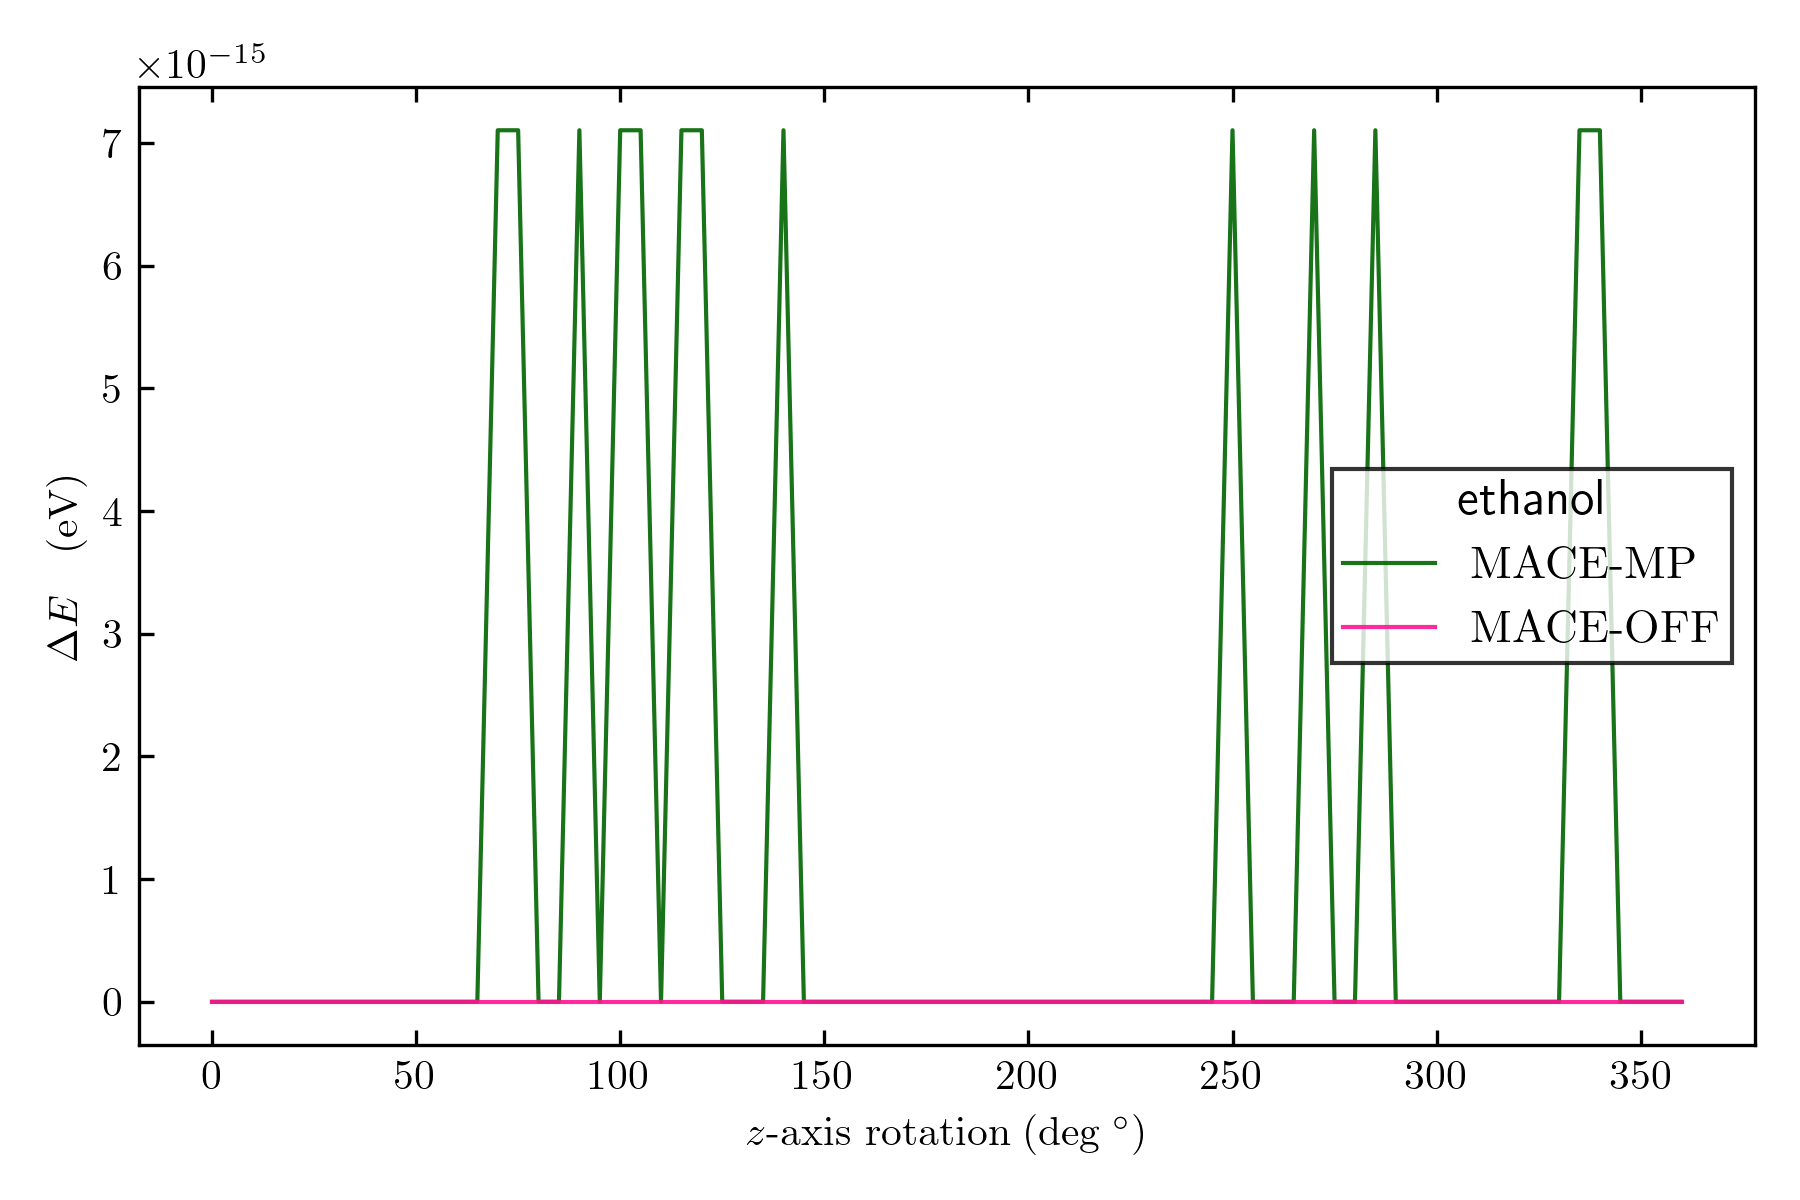 ×10⁻¹⁵
7
6
5
4
3
2
1
0
ΔE (eV)
0 50 100 150 200 250 300 350
z-axis rotation (deg °)
ethanol
MACE-MP
MACE-OFF